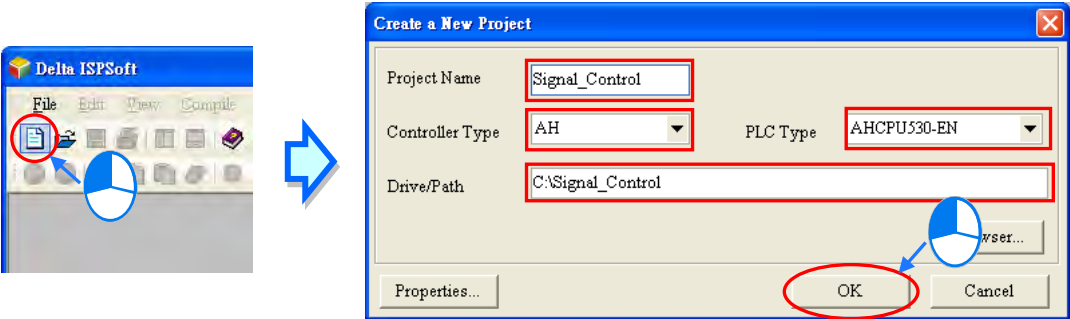 Delta ISPSoft
File Edit View Compile
Create a New Project
Project Name Signal_Control
Controller Type AH PLC Type AHCPU530-EN
Drive/Path C:\Signal_Control
wser...
Properties... OK Cancel